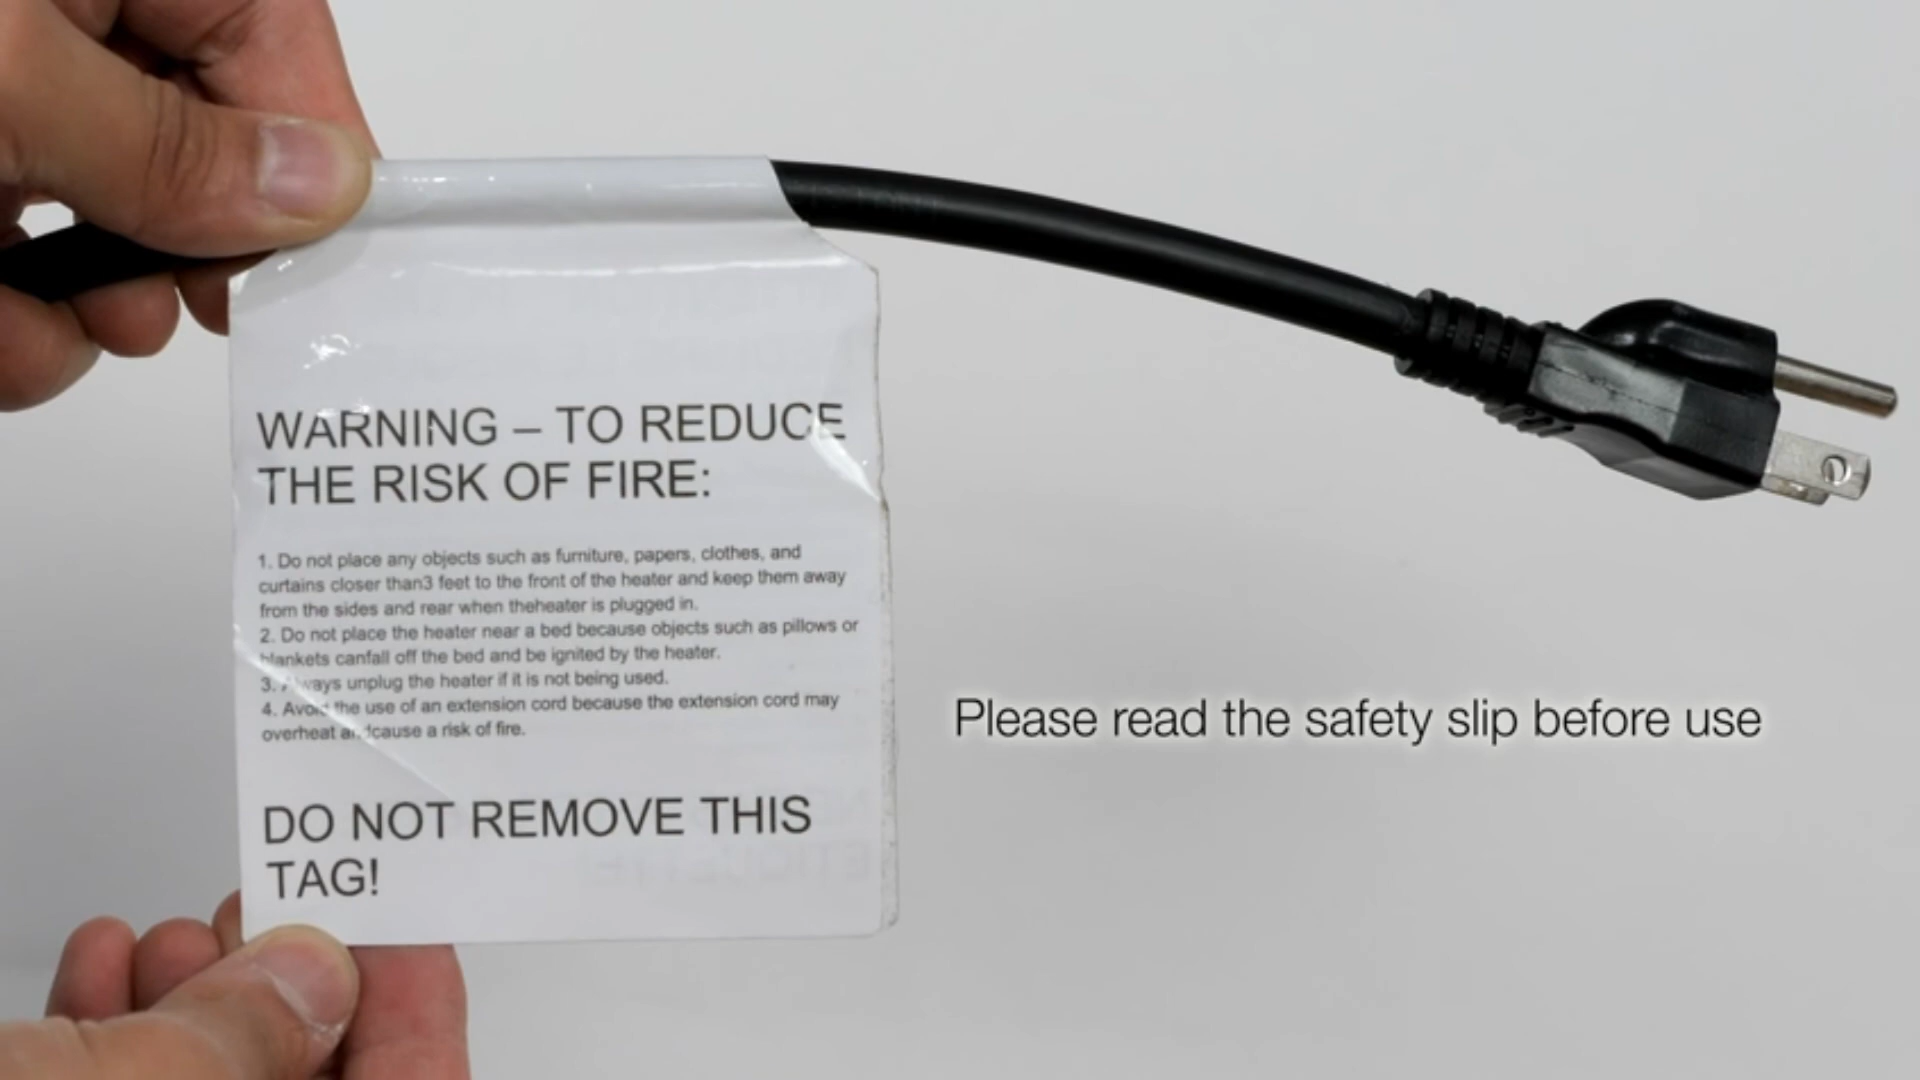 WARNING – TO REDUCE
THE RISK OF FIRE:
1. Do not place any objects such as furniture, papers, clothes, and
curtains closer than3 feet to the front of the heater and keep them away
from the sides and rear when theheater is plugged in.
2. Do not place the heater near a bed because objects such as pillows or
blankets canfall off the bed and be ignited by the heater.
3. Always unplug the heater if it is not being used.
4. Avoid the use of an extension cord because the extension cord may
overheat andcause a risk of fire.
DO NOT REMOVE THIS
TAG!
Please read the safety slip before use